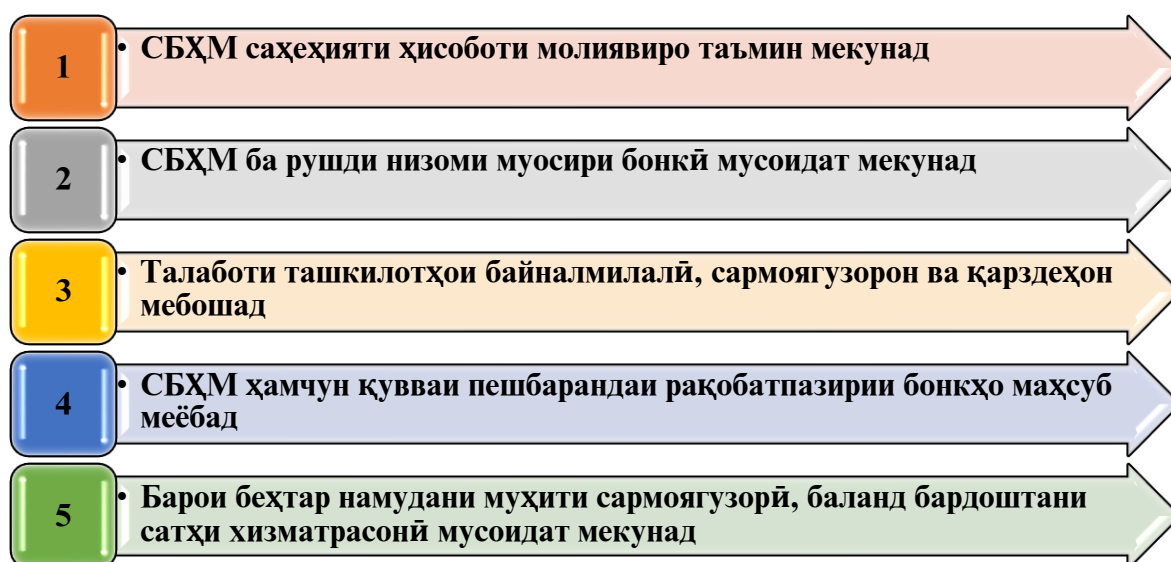 1
• СБҲМ саҳеҳияти ҳисоботи молиявиро таъмин мекунад
2
• СБҲМ ба рушди низоми муосири бонкӣ мусоидат мекунад
3
• Талаботи ташкилотҳои байналмилалӣ, сармоягузорон ва қарздеҳон
мебошад
4
• СБҲМ ҳамчун қувваи пешбарандаи рақобатпазирии бонкҳо маҳсуб
меёбад
5
• Барои беҳтар намудани муҳити сармоягузорӣ, баланд бардоштани
сатҳи хизматрасонӣ мусоидат мекунад